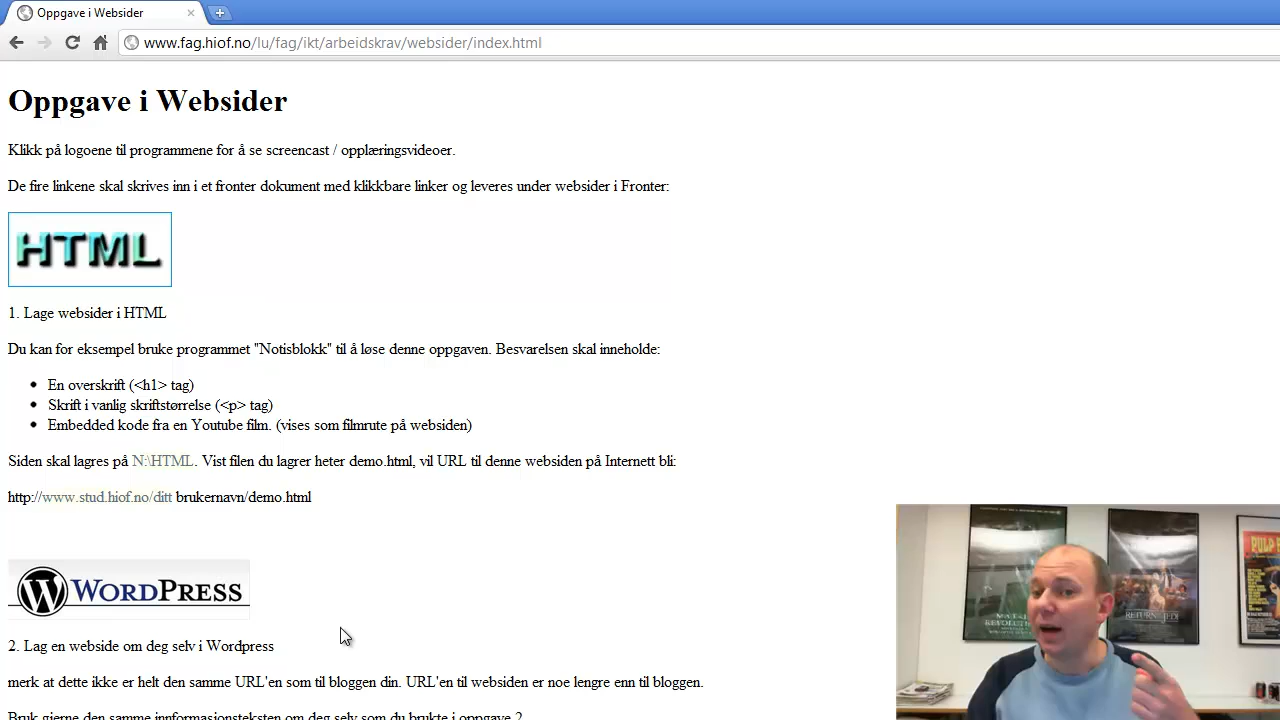 Oppgave i Websider
www.fag.hiof.no/lu/fag/ikt/arbeidskrav/websider/index.html
Oppgave i Websider
Klikk på logoene til programmene for å se screencast / opplæringsvideoer.
De fire linkene skal skrives inn i et fronter dokument med klikkbare linker og leveres under websider i Fronter:
HTML
1. Lage websider i HTML
Du kan for eksempel bruke programmet "Notisblokk" til å løse denne oppgaven. Besvarelsen skal inneholde:
• En overskrift (<h1> tag)
• Skrift i vanlig skriftstørrelse (<p> tag)
• Embedded kode fra en Youtube film. (vises som filmrute på websiden)
Siden skal lagres på N:\HTML. Vist filen du lagrer heter demo.html, vil URL til denne websiden på Internett bli:
http://www.stud.hiof.no/ditt brukernavn/demo.html
WORDPRESS
2. Lag en webside om deg selv i Wordpress
merk at dette ikke er helt den samme URL'en som til bloggen din. URL'en til websiden er noe lengre enn til bloggen.
Bruk gjerne den samme innformasjonsteksten om deg selv som du brukte i oppgave 2
RETURN OF THE JEDI
PULP